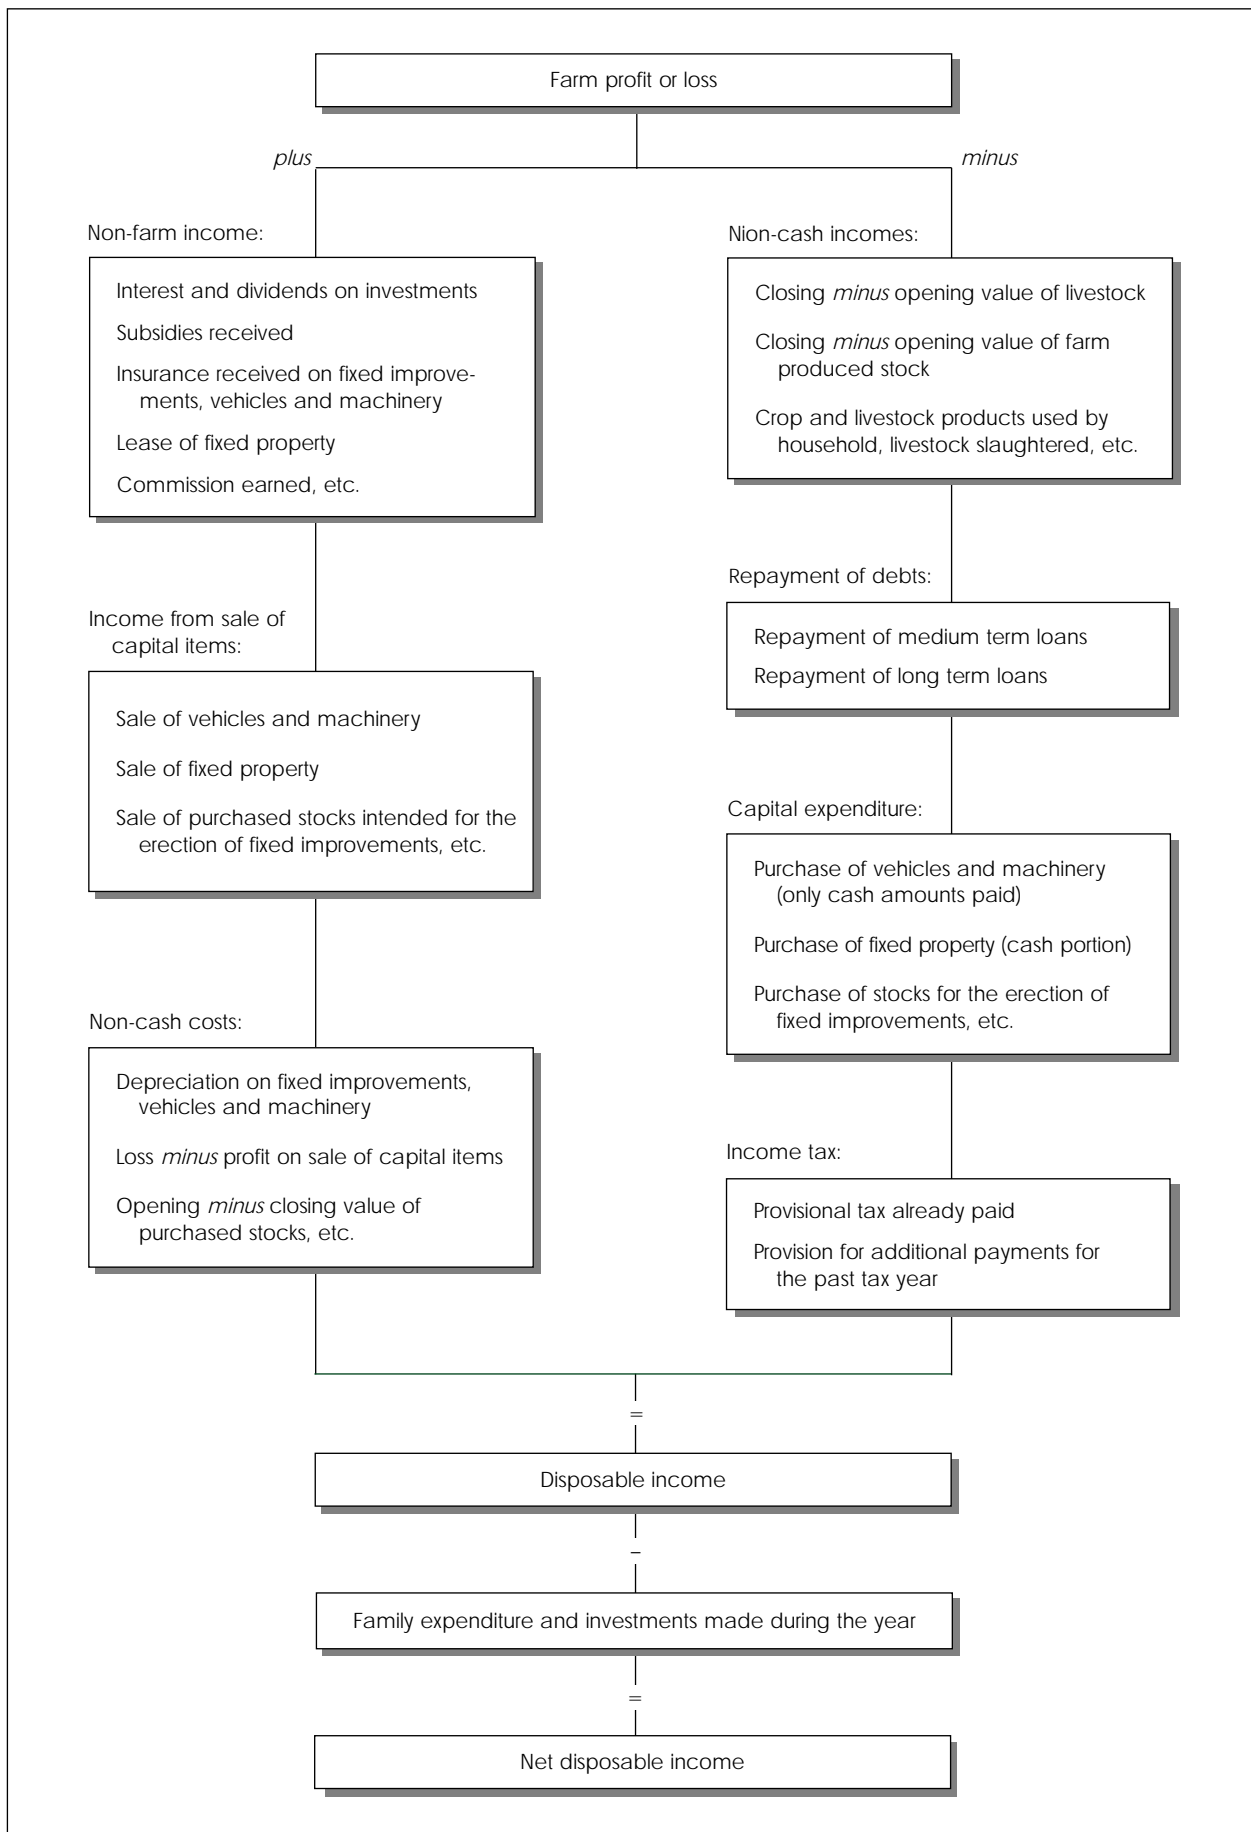 Farm profit or loss
plus
minus
Non-farm income:
Interest and dividends on investments
Subsidies received
Insurance received on fixed improve-
ments, vehicles and machinery
Lease of fixed property
Commission earned, etc.
Income from sale of
capital items:
Sale of vehicles and machinery
Sale of fixed property
Sale of purchased stocks intended for the
erection of fixed improvements, etc.
Non-cash costs:
Depreciation on fixed improvements,
vehicles and machinery
Loss minus profit on sale of capital items
Opening minus closing value of
purchased stocks, etc.
Nion-cash incomes:
Closing minus opening value of livestock
Closing minus opening value of farm
produced stock
Crop and livestock products used by
household, livestock slaughtered, etc.
Repayment of debts:
Repayment of medium term loans
Repayment of long term loans
Capital expenditure:
Purchase of vehicles and machinery
(only cash amounts paid)
Purchase of fixed property (cash portion)
Purchase of stocks for the erection of
fixed improvements, etc.
Income tax:
Provisional tax already paid
Provision for additional payments for
the past tax year
=
Disposable income
–
Family expenditure and investments made during the year
=
Net disposable income